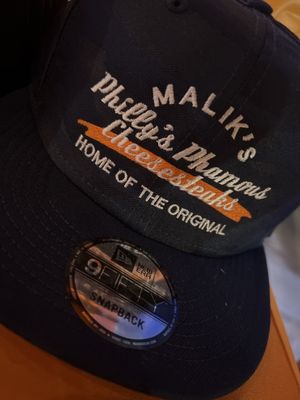 MALIK'S
Philly's Phamous
Cheesesteaks
HOME OF THE ORIGINAL
NEW ERA
9FIFTY
SNAPBACK